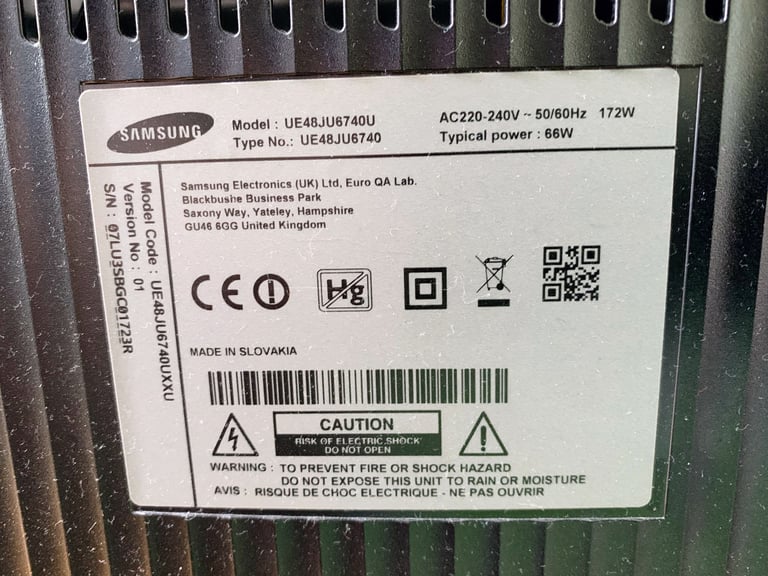 SAMSUNG
Model : UE48JU6740U
Type No.: UE48JU6740
AC220-240V ~ 50/60Hz 172W
Typical power : 66W
Model Code : UE48JU6740UXXU
Version No : 01
S/N : 07LU3SBGC01723R
Samsung Electronics (UK) Ltd, Euro QA Lab.
Blackbushe Business Park
Saxony Way, Yateley, Hampshire
GU46 6GG United Kingdom
CE
Hg
MADE IN SLOVAKIA
CAUTION
RISK OF ELECTRIC SHOCK
DO NOT OPEN
WARNING : TO PREVENT FIRE OR SHOCK HAZARD
DO NOT EXPOSE THIS UNIT TO RAIN OR MOISTURE
AVIS : RISQUE DE CHOC ELECTRIQUE - NE PAS OUVRIR